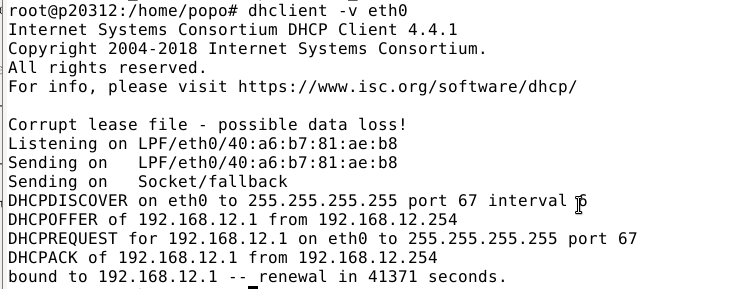 root@p20312:/home/popo# dhclient -v eth0
Internet Systems Consortium DHCP Client 4.4.1
Copyright 2004-2018 Internet Systems Consortium.
All rights reserved.
For info, please visit https://www.isc.org/software/dhcp/
Corrupt lease file - possible data loss!
Listening on LPF/eth0/40:a6:b7:81:ae:b8
Sending on   LPF/eth0/40:a6:b7:81:ae:b8
Sending on   Socket/fallback
DHCPDISCOVER on eth0 to 255.255.255.255 port 67 interval 6
DHCPOFFER of 192.168.12.1 from 192.168.12.254
DHCPREQUEST for 192.168.12.1 on eth0 to 255.255.255.255 port 67
DHCPACK of 192.168.12.1 from 192.168.12.254
bound to 192.168.12.1 -- renewal in 41371 seconds.